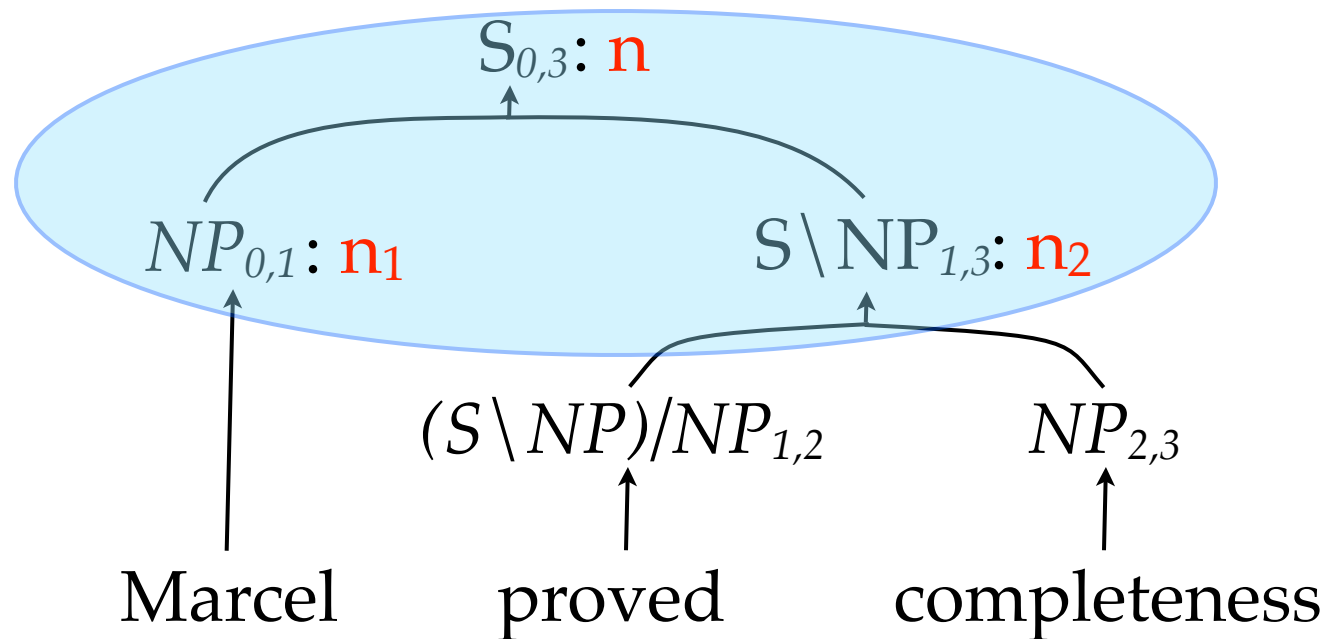 S0,3: n
NP0,1: n1 S\NP1,3: n2
(S\NP)/NP1,2 NP2,3
Marcel proved completeness